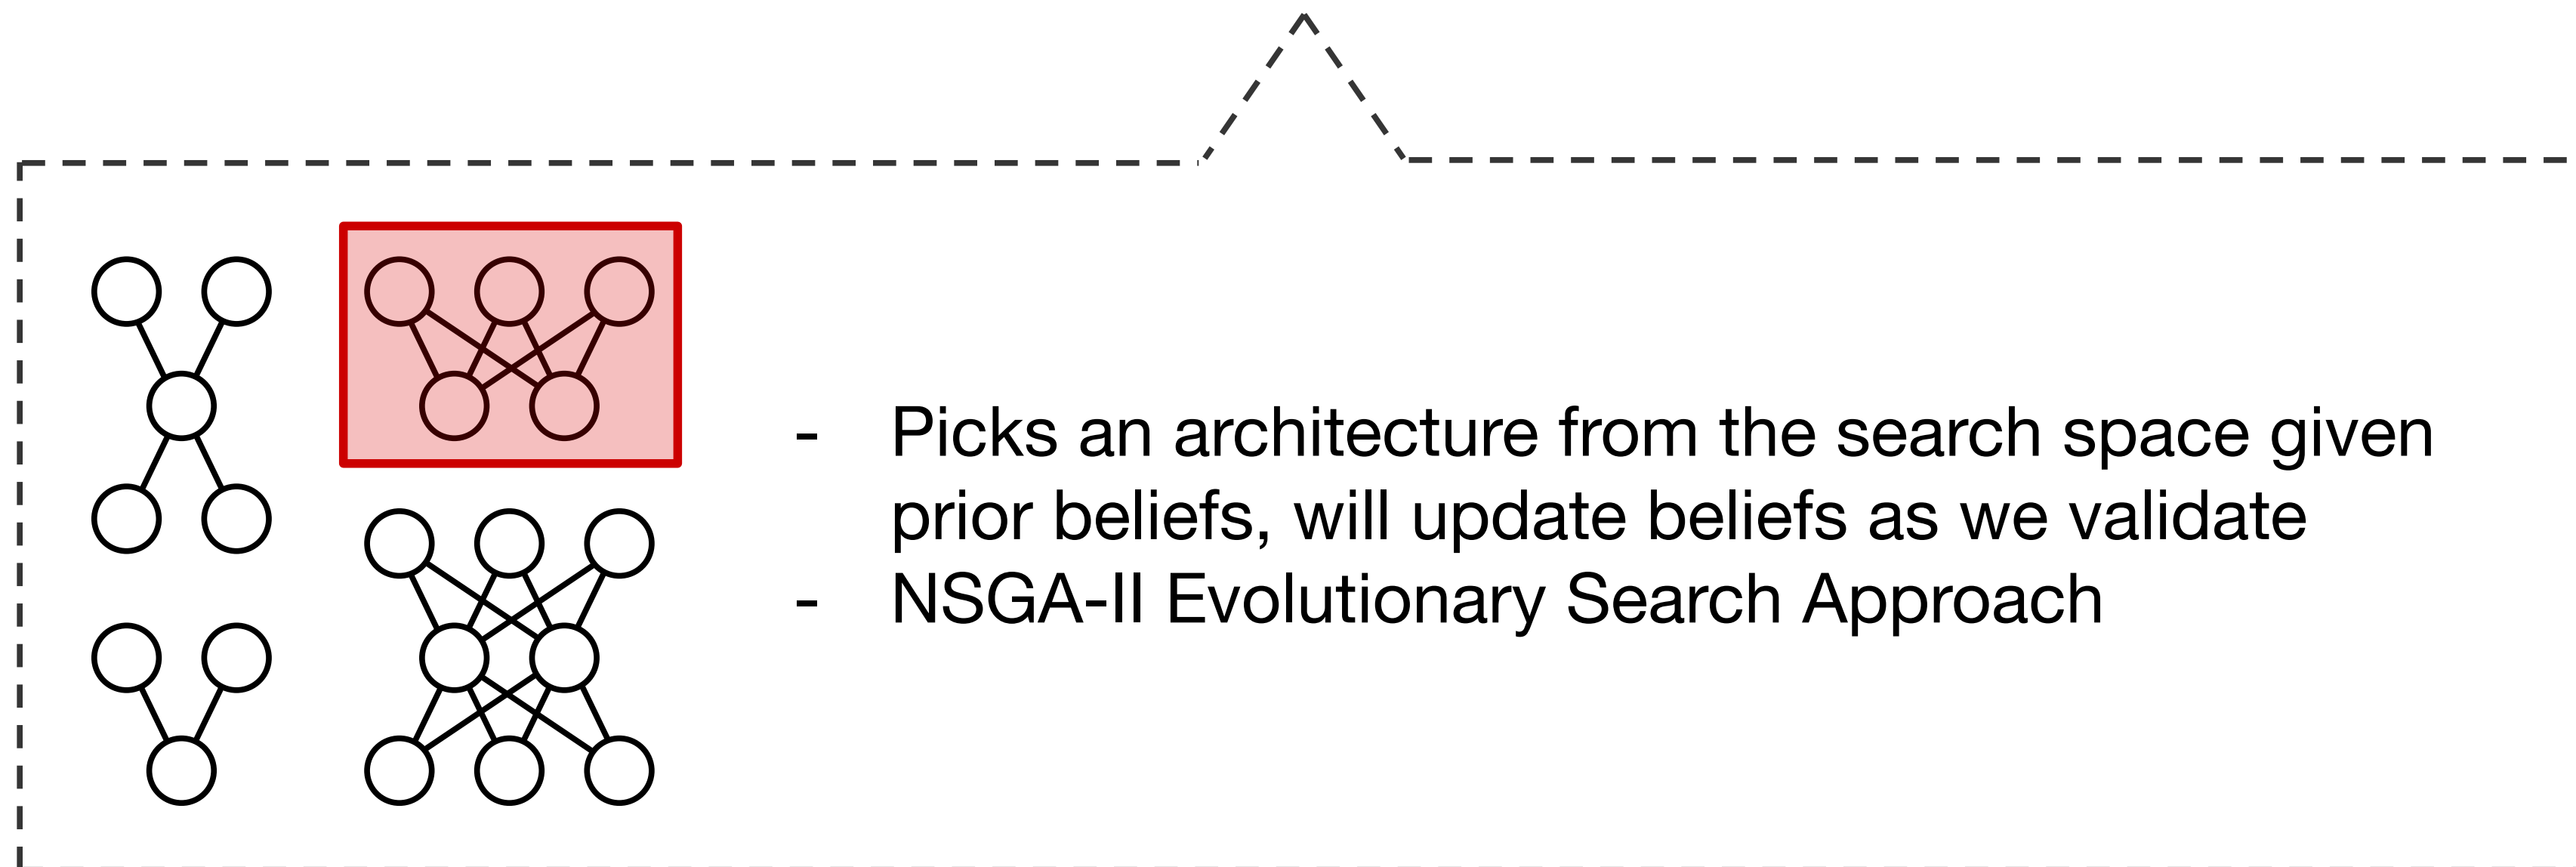 - Picks an architecture from the search space given
prior beliefs, will update beliefs as we validate
- NSGA-II Evolutionary Search Approach